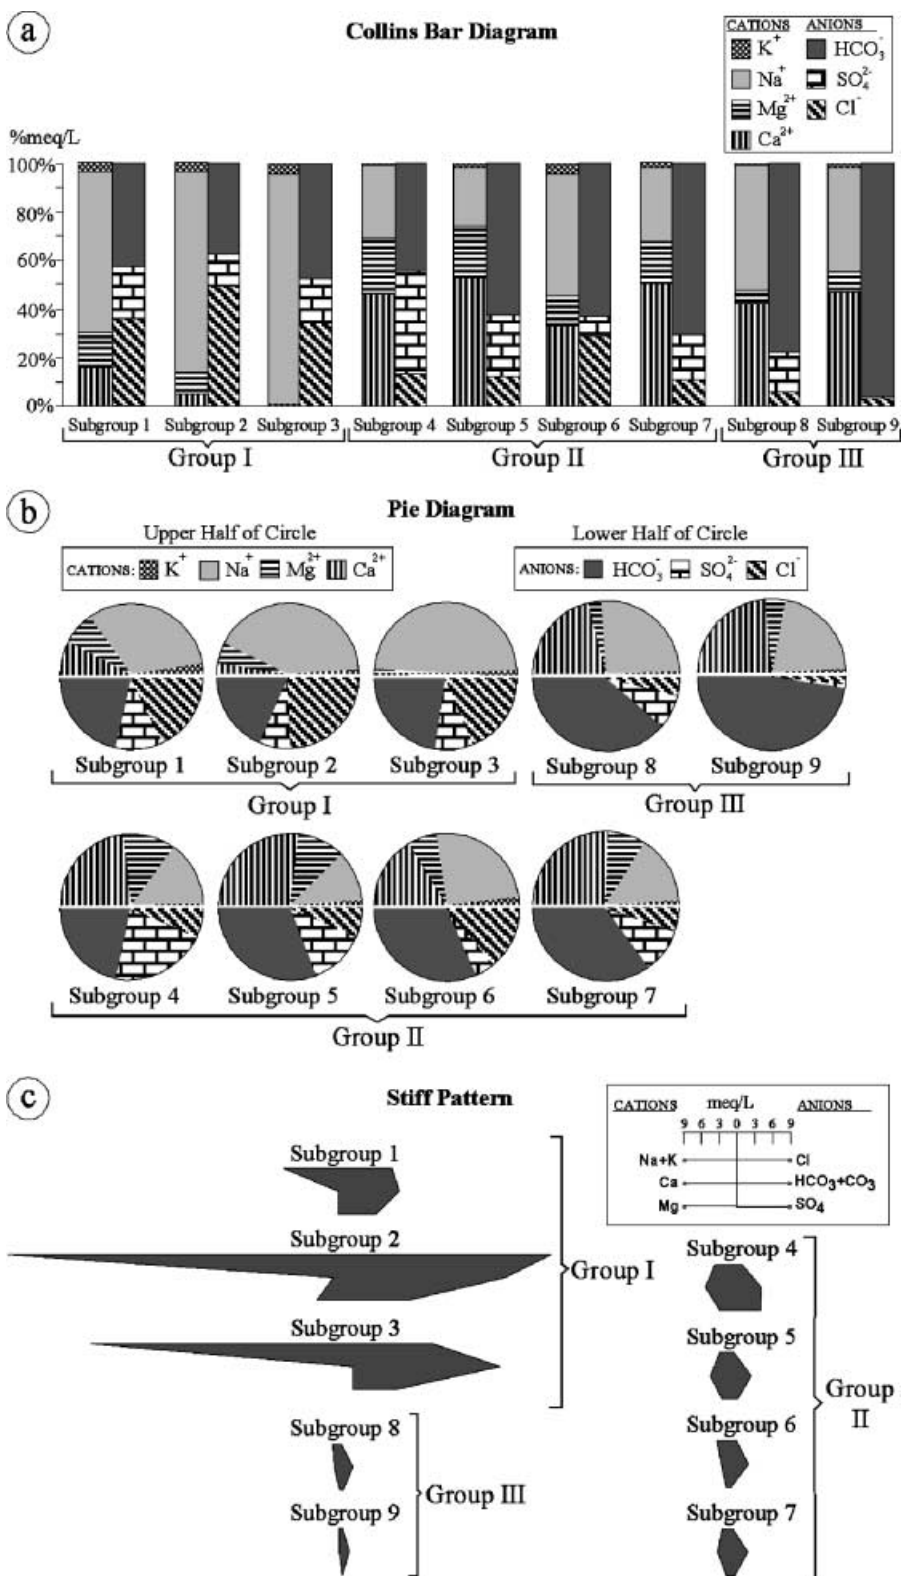 a
Collins Bar Diagram
CATIONS ANIONS
K+ HCO3-
Na+ SO42-
Mg2+ Cl-
Ca2+
%meq/L
100%
80%
60%
40%
20%
0%
Subgroup 1 Subgroup 2 Subgroup 3 Subgroup 4 Subgroup 5 Subgroup 6 Subgroup 7 Subgroup 8 Subgroup 9
Group I Group II Group III
b
Pie Diagram
Upper Half of Circle Lower Half of Circle
CATIONS: K+ Na+ Mg2+ Ca2+ ANIONS: HCO3- SO42- Cl-
Subgroup 1 Subgroup 2 Subgroup 3 Subgroup 8 Subgroup 9
Group I Group III
Subgroup 4 Subgroup 5 Subgroup 6 Subgroup 7
Group II
c
Stiff Pattern
CATIONS meq/L ANIONS
9 6 3 0 3 6 9
Na+K Cl
Ca HCO3+CO3
Mg SO4
Subgroup 1
Subgroup 2
Subgroup 3
Group I
Subgroup 8
Subgroup 9
Group III
Subgroup 4
Subgroup 5
Subgroup 6
Subgroup 7
Group
II